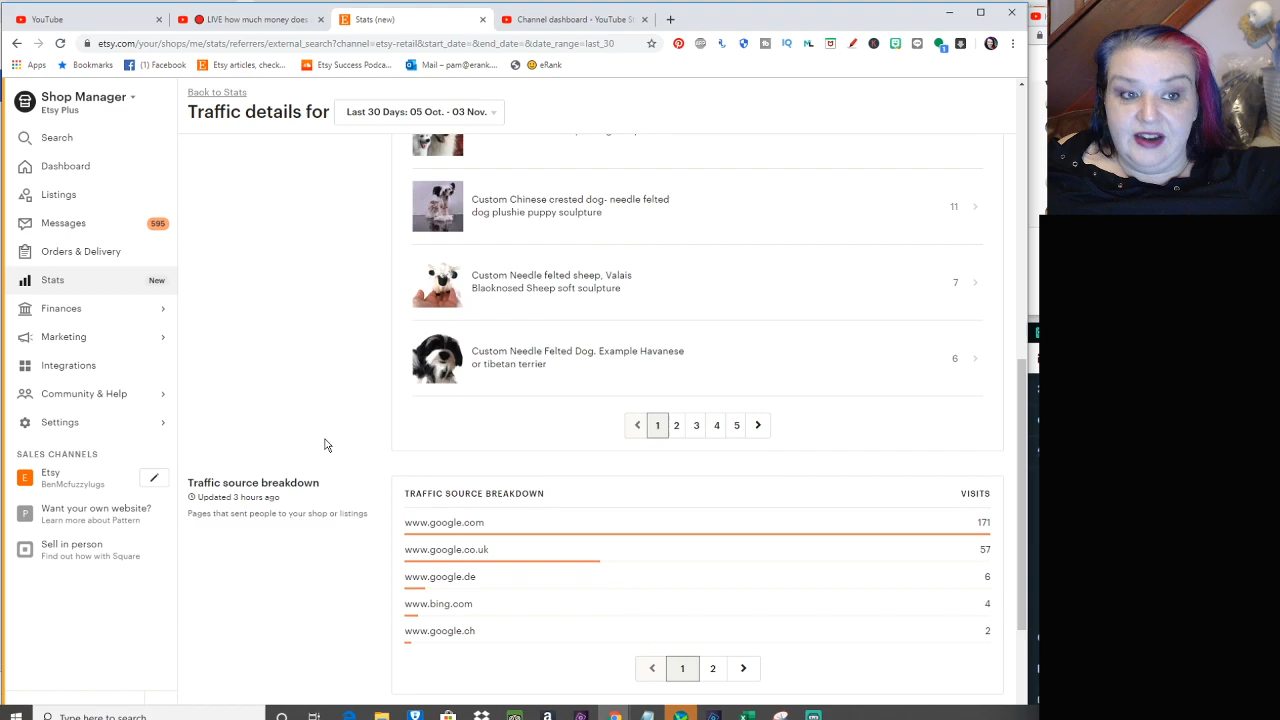 YouTube
LIVE how much money does
Stats (new)
Channel dashboard - YouTube St
etsy.com/your/shops/me/stats/referrers/external_search?channel=etsy-retail&start_date=&end_date=&date_range=last_30
Apps
Bookmarks
(1) Facebook
Etsy articles, check...
Etsy Success Podca...
Mail – pam@erank....
eRank
Shop Manager
Etsy Plus
Search
Dashboard
Listings
Messages
595
Orders & Delivery
Stats
New
Finances
Marketing
Integrations
Community & Help
Settings
SALES CHANNELS
Etsy
BenMcfuzzylugs
Want your own website?
Learn more about Pattern
Sell in person
Find out how with Square
Back to Stats
Traffic details for
Last 30 Days: 05 Oct. - 03 Nov.
Custom Chinese crested dog- needle felted
dog plushie puppy sculpture
11
Custom Needle felted sheep, Valais
Blacknosed Sheep soft sculpture
7
Custom Needle Felted Dog. Example Havanese
or tibetan terrier
6
1 2 3 4 5
Traffic source breakdown
Updated 3 hours ago
Pages that sent people to your shop or listings
TRAFFIC SOURCE BREAKDOWN
VISITS
www.google.com
171
www.google.co.uk
57
www.google.de
6
www.bing.com
4
www.google.ch
2
1 2
Type here to search